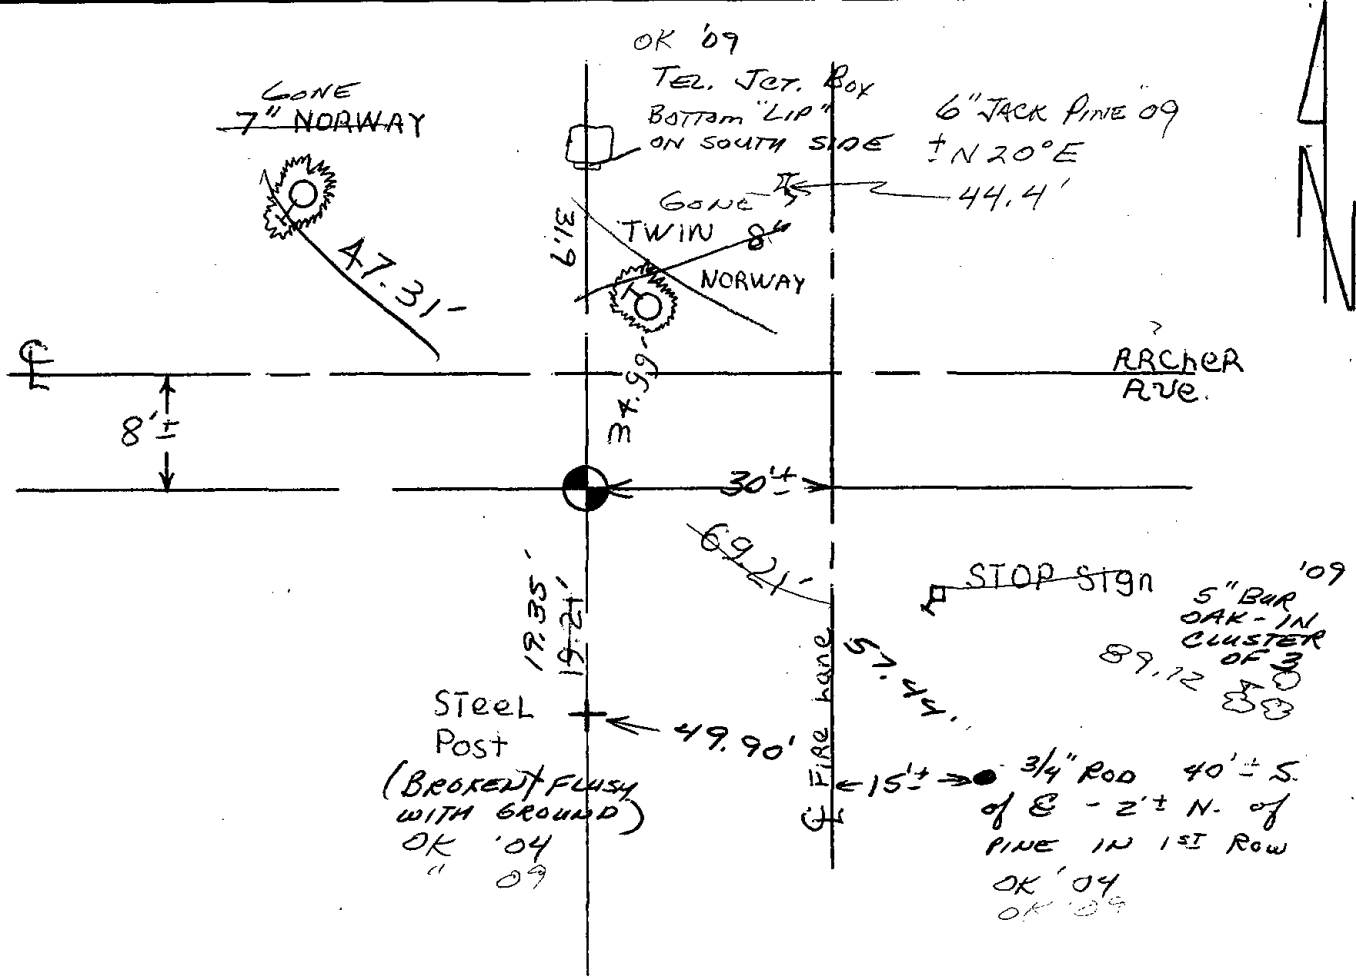 OK '09
TEL. JCT. BOX
BOTTOM "LIP"
ON SOUTH SIDE
GONE
7" NORWAY
6" JACK PINE '09
± N 20° E
44.4'
GONE
TWIN 8"
NORWAY
31.9
47.31'
34.99'
℄
ARCHER
AVE.
8'±
30'±
69.21'
STOP Sign
'09
5" BUR
OAK - IN
CLUSTER
OF 3
89.12
19.35'
19.21'
57.44'
STEEL
Post
(BROKEN / FLUSH
WITH GROUND)
OK '04
" 09
49.90'
℄ FIRE Lane
15'±
3/4" ROD 40'± S.
of ℄ - 2'± N. of
PINE IN 1ST ROW
OK '04
OK '09
N